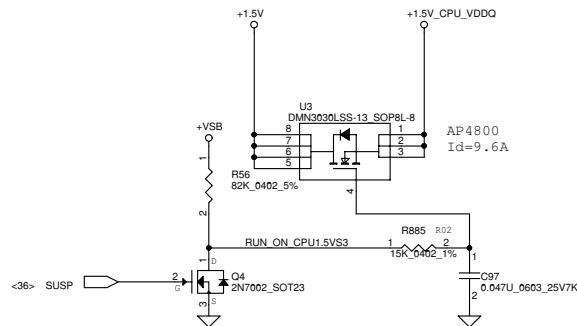 +1.5V +1.5V_CPU_VDDQ
U3
DMN3030LSS-13_SOP8L-8
8 1
7 2
6 3
5
4
AP4800
Id=9.6A
+VSB
1
R56
82K_0402_5%
2
RUN_ON_CPU1.5VS3
1 R885 R02 2
15K_0402_1%
1
C97
0.047U_0603_25V7K
2
1 D
<36> SUSP
2 G
Q4
2N7002_SOT23
3 S